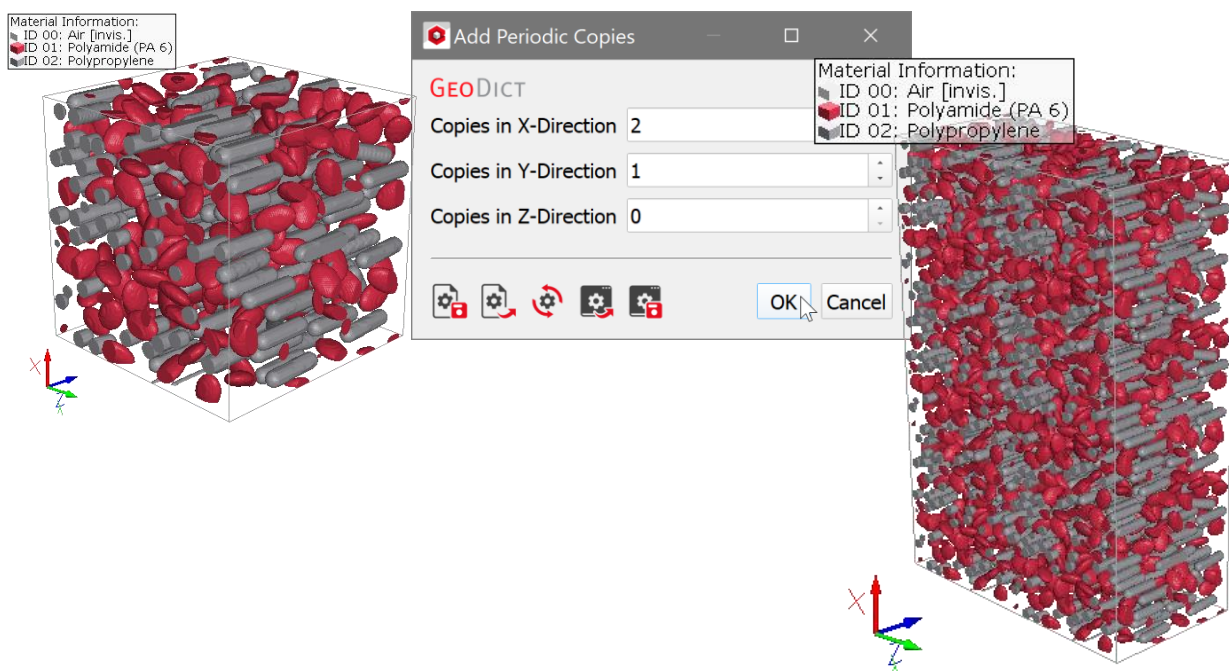 Material Information:
ID 00: Air [invis.]
ID 01: Polyamide (PA 6)
ID 02: Polypropylene
Add Periodic Copies
GEODICT
Copies in X-Direction 2
Copies in Y-Direction 1
Copies in Z-Direction 0
OK Cancel
Material Information:
ID 00: Air [invis.]
ID 01: Polyamide (PA 6)
ID 02: Polypropylene
X
Z
X
Z